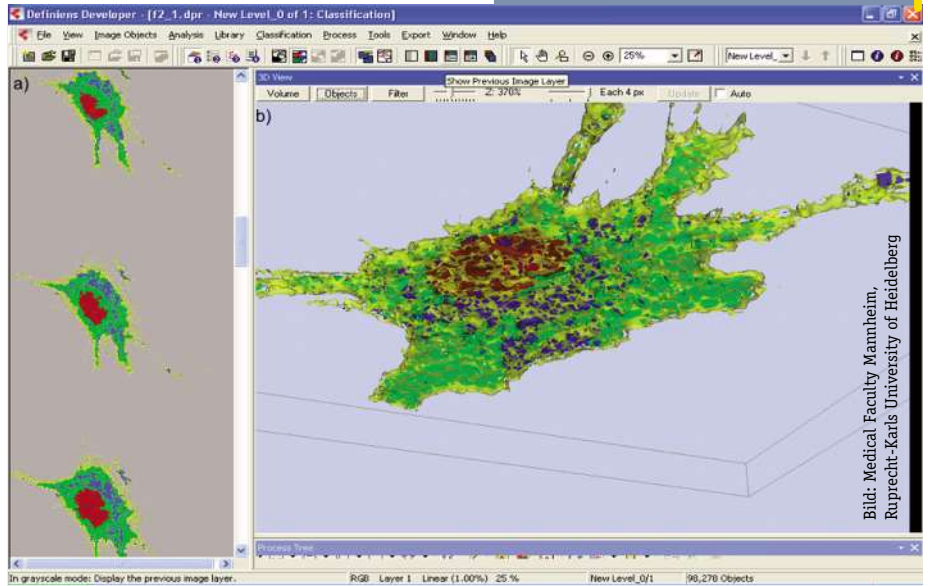 Definiens Developer - [f2_1.dpr - New Level_0 of 1: Classification]
File View Image Objects Analysis Library Classification Process Tools Export Window Help
25%
New Level_
a)
3D View
Show Previous Image Layer
Volume Objects Filter Z: 370% Each 4 px Update Auto
b)
Bild: Medical Faculty Mannheim,
Ruprecht-Karls University of Heidelberg
Process Tree
In grayscale mode: Display the previous image layer. RGB Layer 1 Linear (1.00%) 25 % New Level_0/1 98,278 Objects